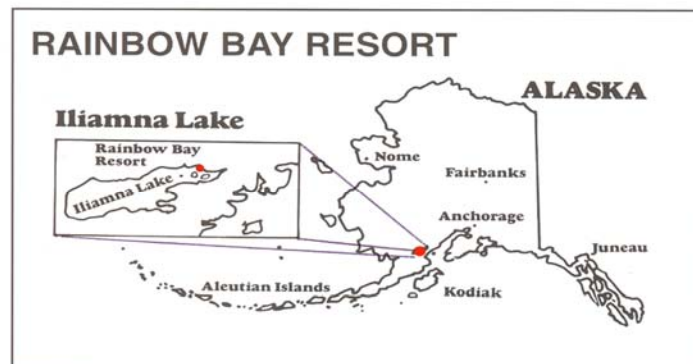 RAINBOW BAY RESORT
ALASKA
Iliamna Lake
Rainbow Bay
Resort
Iliamna Lake
Nome
Fairbanks
Anchorage
Juneau
Aleutian Islands
Kodiak